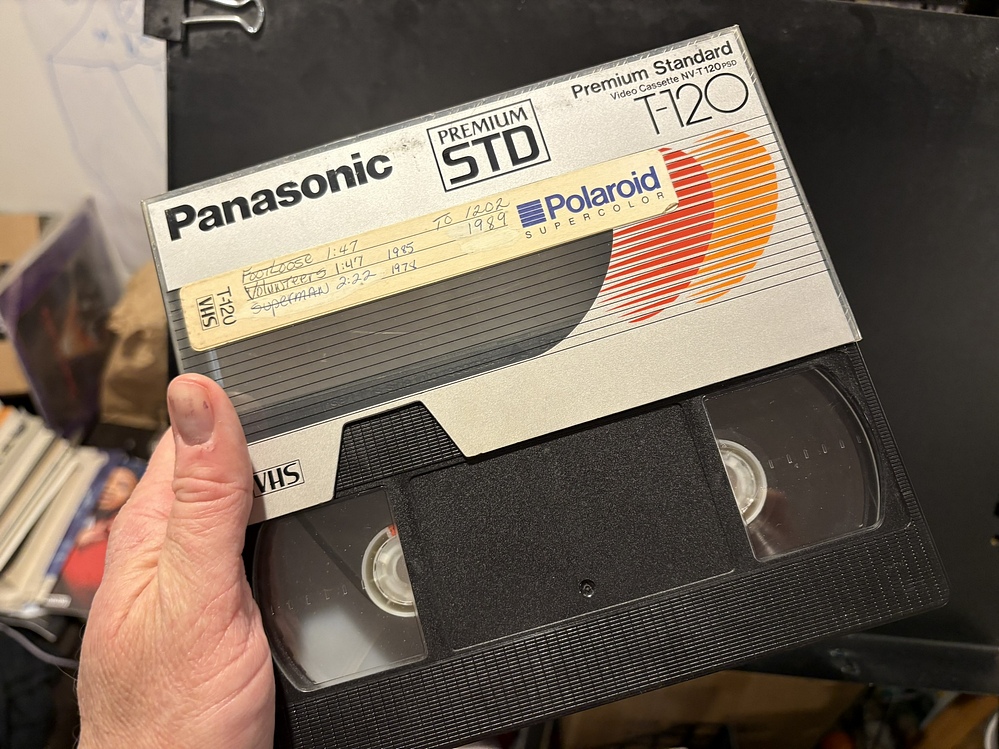 Panasonic
PREMIUM
STD
Premium Standard
Video Cassette NV-T120PSD
T-120
Polaroid
SUPERCOLOR
VHS
T-120
FOOTLOOSE 1:47 TO 1202
VOLUNTEERS 1:47 1985 1989
SUPERMAN 2:22 1978
VHS